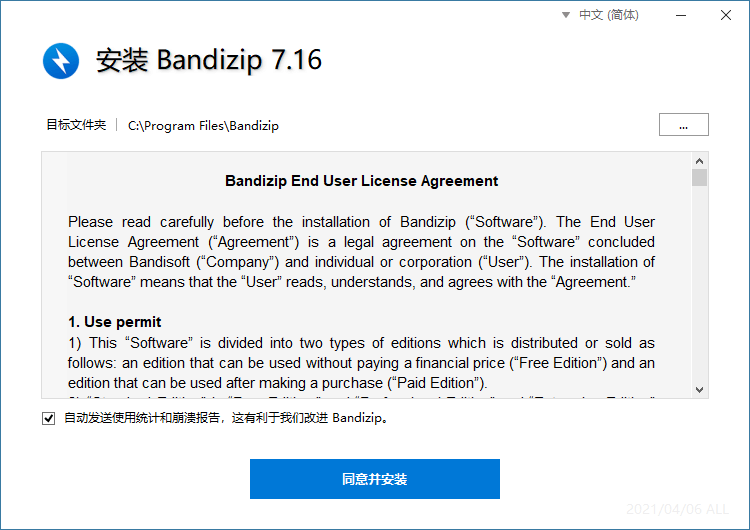 中文 (简体)
安装 Bandizip 7.16
目标文件夹
C:\Program Files\Bandizip
...
Bandizip End User License Agreement
Please read carefully before the installation of Bandizip (“Software”). The End User
License Agreement (“Agreement”) is a legal agreement on the “Software” concluded
between Bandisoft (“Company”) and individual or corporation (“User”). The installation of
“Software” means that the “User” reads, understands, and agrees with the “Agreement.”
1. Use permit
1) This “Software” is divided into two types of editions which is distributed or sold as
follows: an edition that can be used without paying a financial price (“Free Edition”) and an
edition that can be used after making a purchase (“Paid Edition”).
自动发送使用统计和崩溃报告，这有利于我们改进 Bandizip。
同意并安装
2021/04/06 ALL